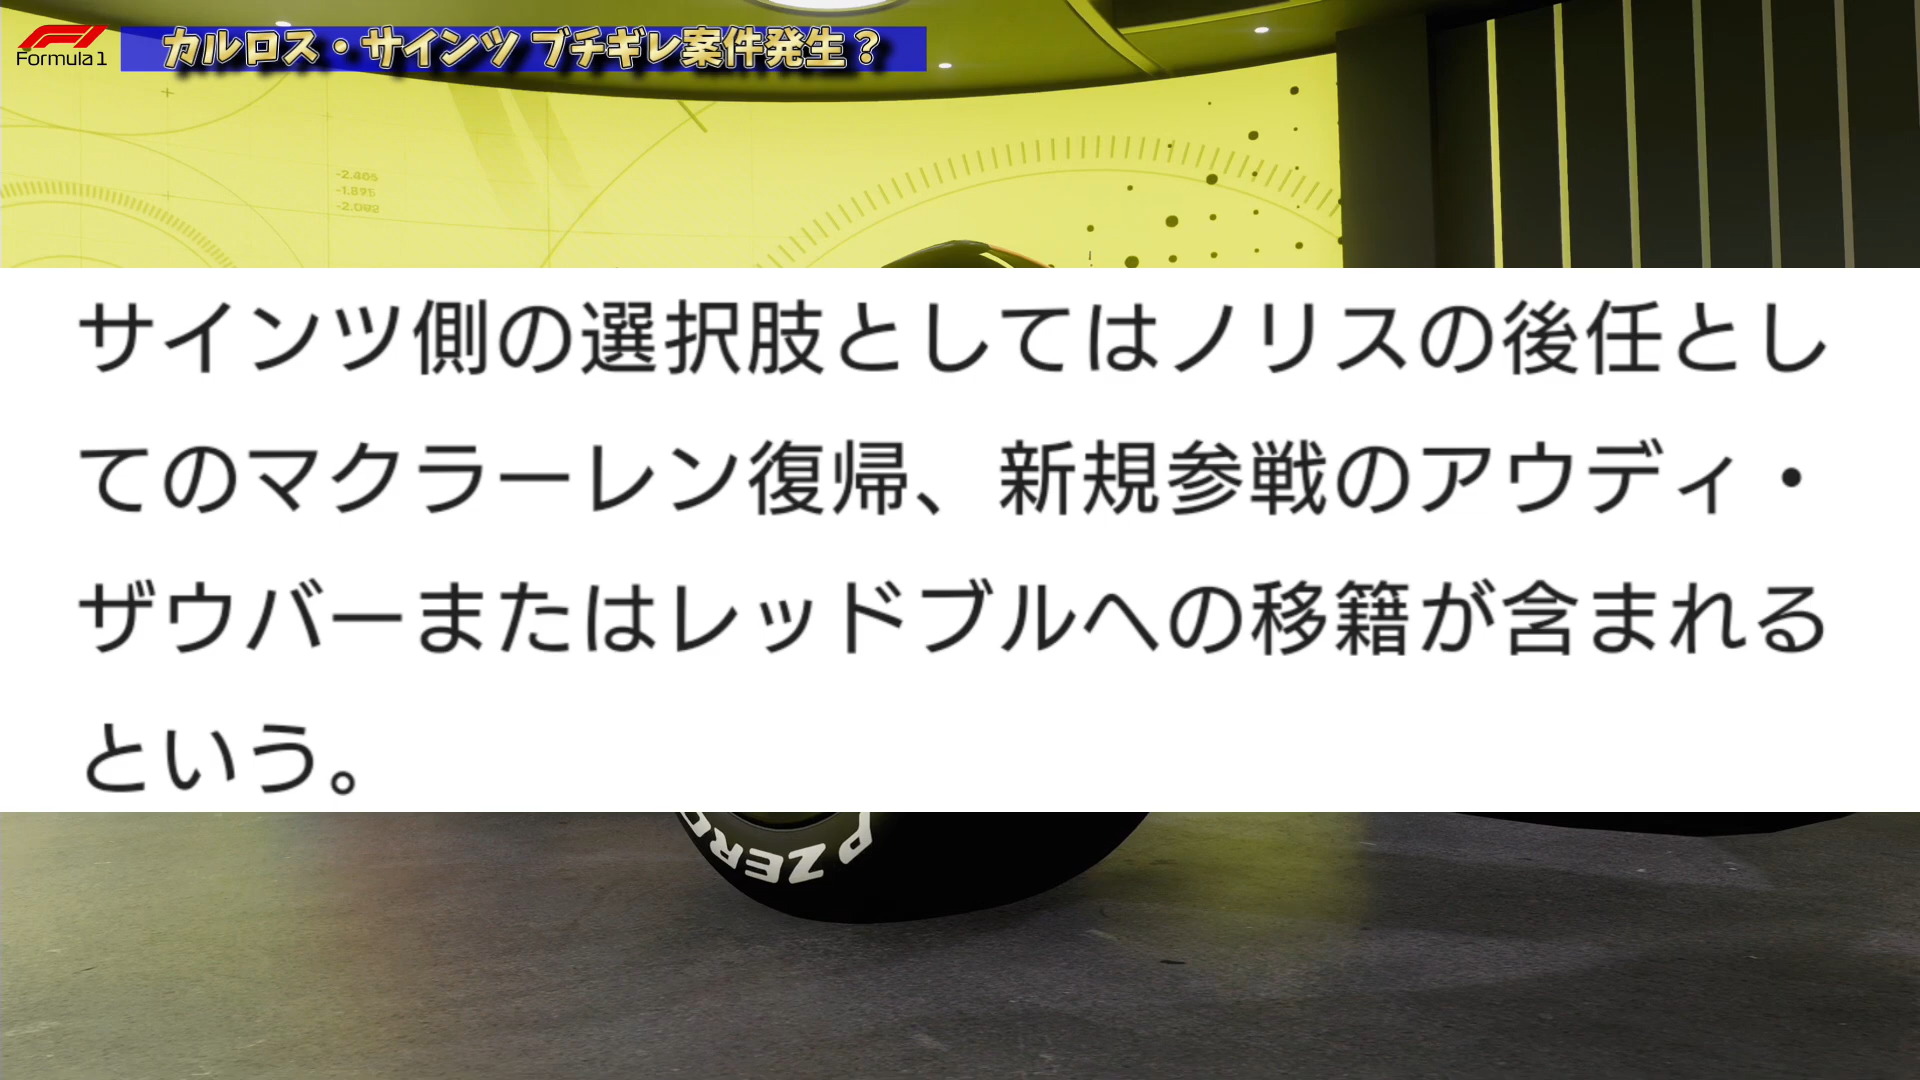 Formula 1
カルロス・サインツ ブチギレ案件発生？
-2.405
-1.895
-2.092
サインツ側の選択肢としてはノリスの後任とし
てのマクラーレン復帰、新規参戦のアウディ・
ザウバーまたはレッドブルへの移籍が含まれる
という。
P ZERO